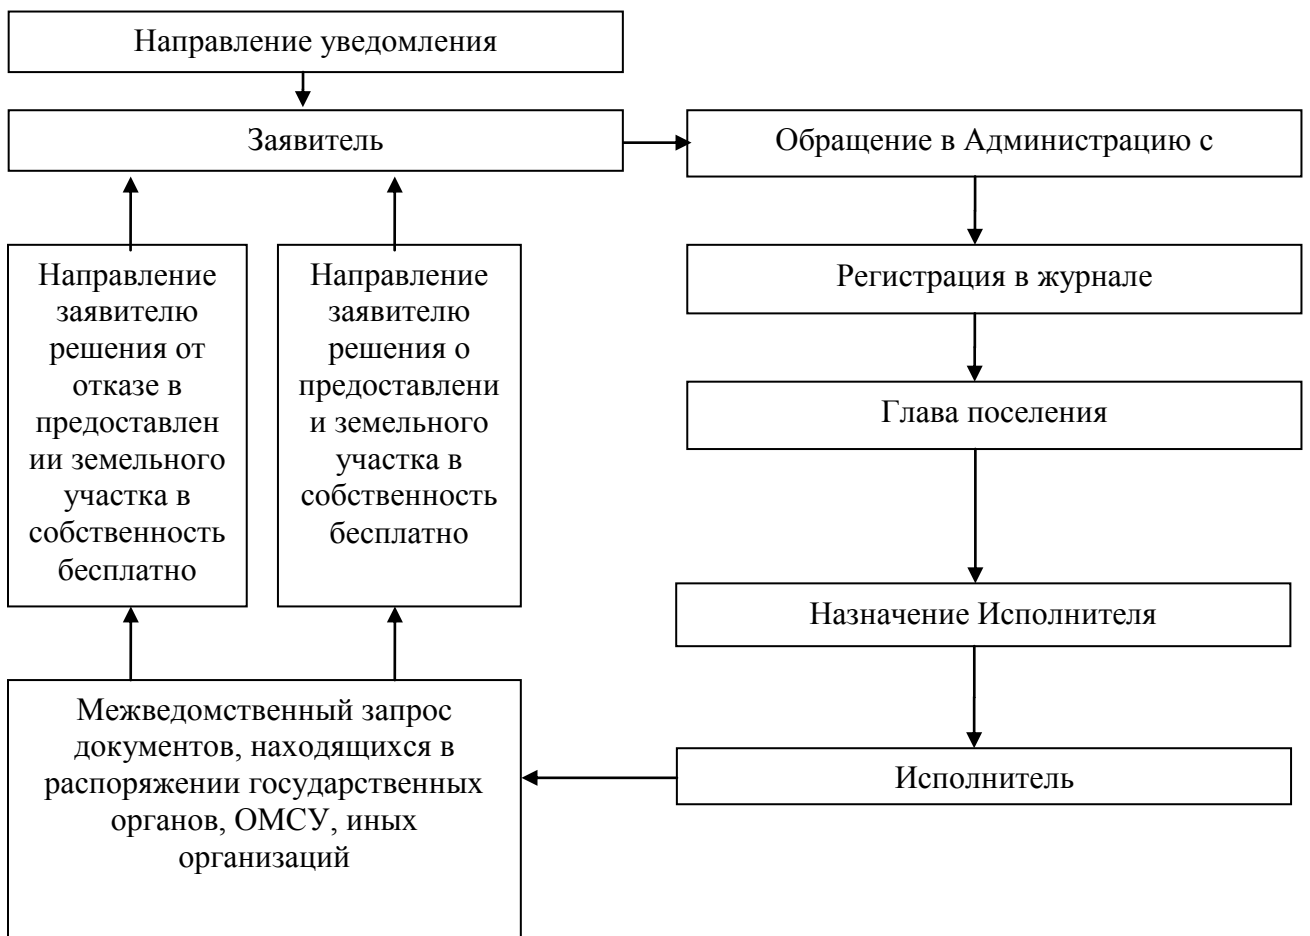 Направление уведомления
Заявитель
Обращение в Администрацию с
Регистрация в журнале
Глава поселения
Назначение Исполнителя
Исполнитель
Межведомственный запрос
документов, находящихся в
распоряжении государственных
органов, ОМСУ, иных
организаций
Направление
заявителю
решения от
отказе в
предоставлен
ии земельного
участка в
собственность
бесплатно
Направление
заявителю
решения о
предоставлени
и земельного
участка в
собственность
бесплатно